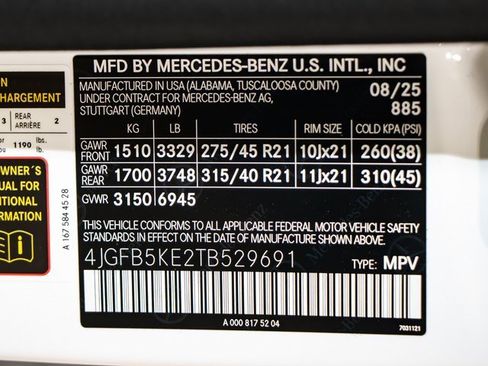 MFD BY MERCEDES-BENZ U.S. INTL., INC
MANUFACTURED IN USA (ALABAMA, TUSCALOOSA COUNTY)
UNDER CONTRACT FOR MERCEDES-BENZ AG,
STUTTGART (GERMANY)
08/25
885
KG LB TIRES RIM SIZE COLD KPA (PSI)
GAWR FRONT 1510 3329 275/45 R21 10Jx21 260(38)
GAWR REAR 1700 3748 315/40 R21 11Jx21 310(45)
GVWR 3150 6945
THIS VEHICLE CONFORMS TO ALL APPLICABLE FEDERAL MOTOR VEHICLE SAFETY
STANDARDS IN EFFECT ON THE DATE OF MANUFACTURE SHOWN ABOVE.
4JGFB5KE2TB529691 TYPE: MPV
A 000 817 52 04
7031121
HARGEMENT
3 REAR ARRIÈRE 2
1190 lbs. lb.
OWNER'S
UAL FOR
ITIONAL
ORMATION
A 167 584 45 28